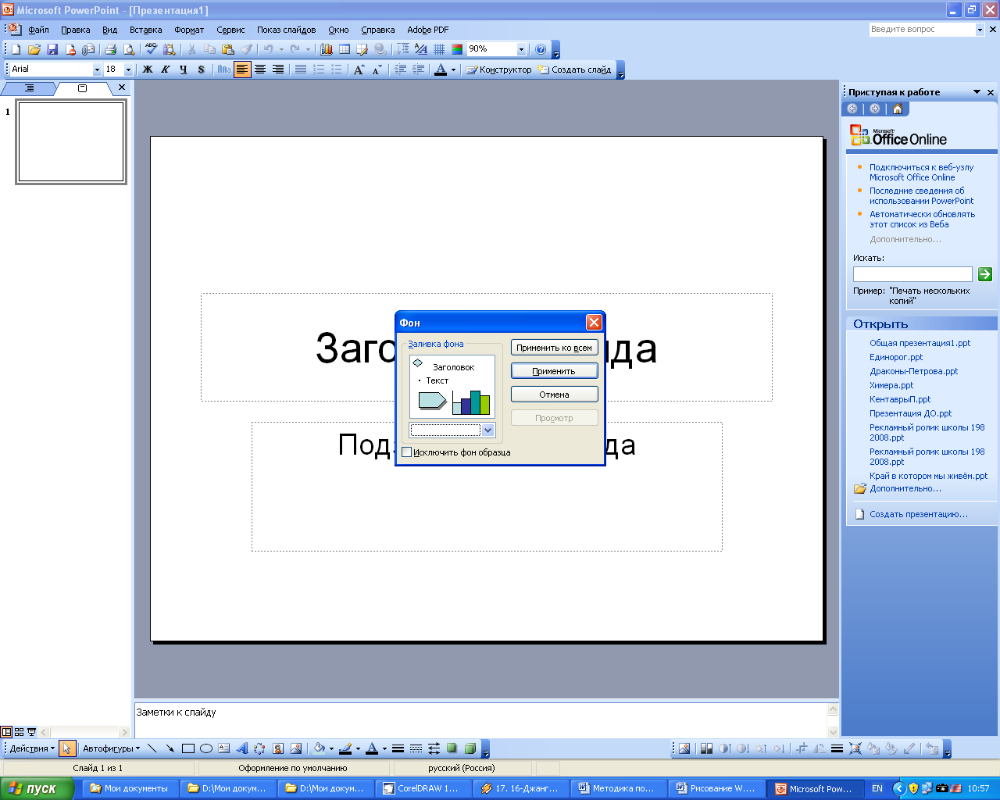 Microsoft PowerPoint - [Презентация1]
Файл Правка Вид Вставка Формат Сервис Показ слайдов Окно Справка Adobe PDF
Введите вопрос
90%
Arial 18 Ж К Ч S
Конструктор Создать слайд
1
Приступая к работе
Microsoft
Office Online
Подключиться к веб-узлу
Microsoft Office Online
Последние сведения об
использовании PowerPoint
Автоматически обновлять
этот список из Веба
Дополнительно...
Искать:
Пример: "Печать нескольких
копий"
Открыть
Общая презентация1.ppt
Единорог.ppt
Драконы-Петрова.ppt
Химера.ppt
КентаврыП.ppt
Презентация ДО.ppt
Рекламный ролик школы 198
2008.ppt
Рекламный ролик школы 198
2008.ppt
Край в котором мы живём.ppt
Дополнительно...
Создать презентацию...
Заго
да
Подз
да
Фон
Заливка фона
Заголовок
• Текст
Применить ко всем
Применить
Отмена
Просмотр
Исключить фон образца
Заметки к слайду
Действия Автофигуры
Слайд 1 из 1 Оформление по умолчанию русский (Россия)
пуск Мои документы D:\Мои докум... D:\Мои докум... CorelDRAW 1... 17. 16-Джанг... Методика по... Рисование W... Microsoft Pow... EN 10:57